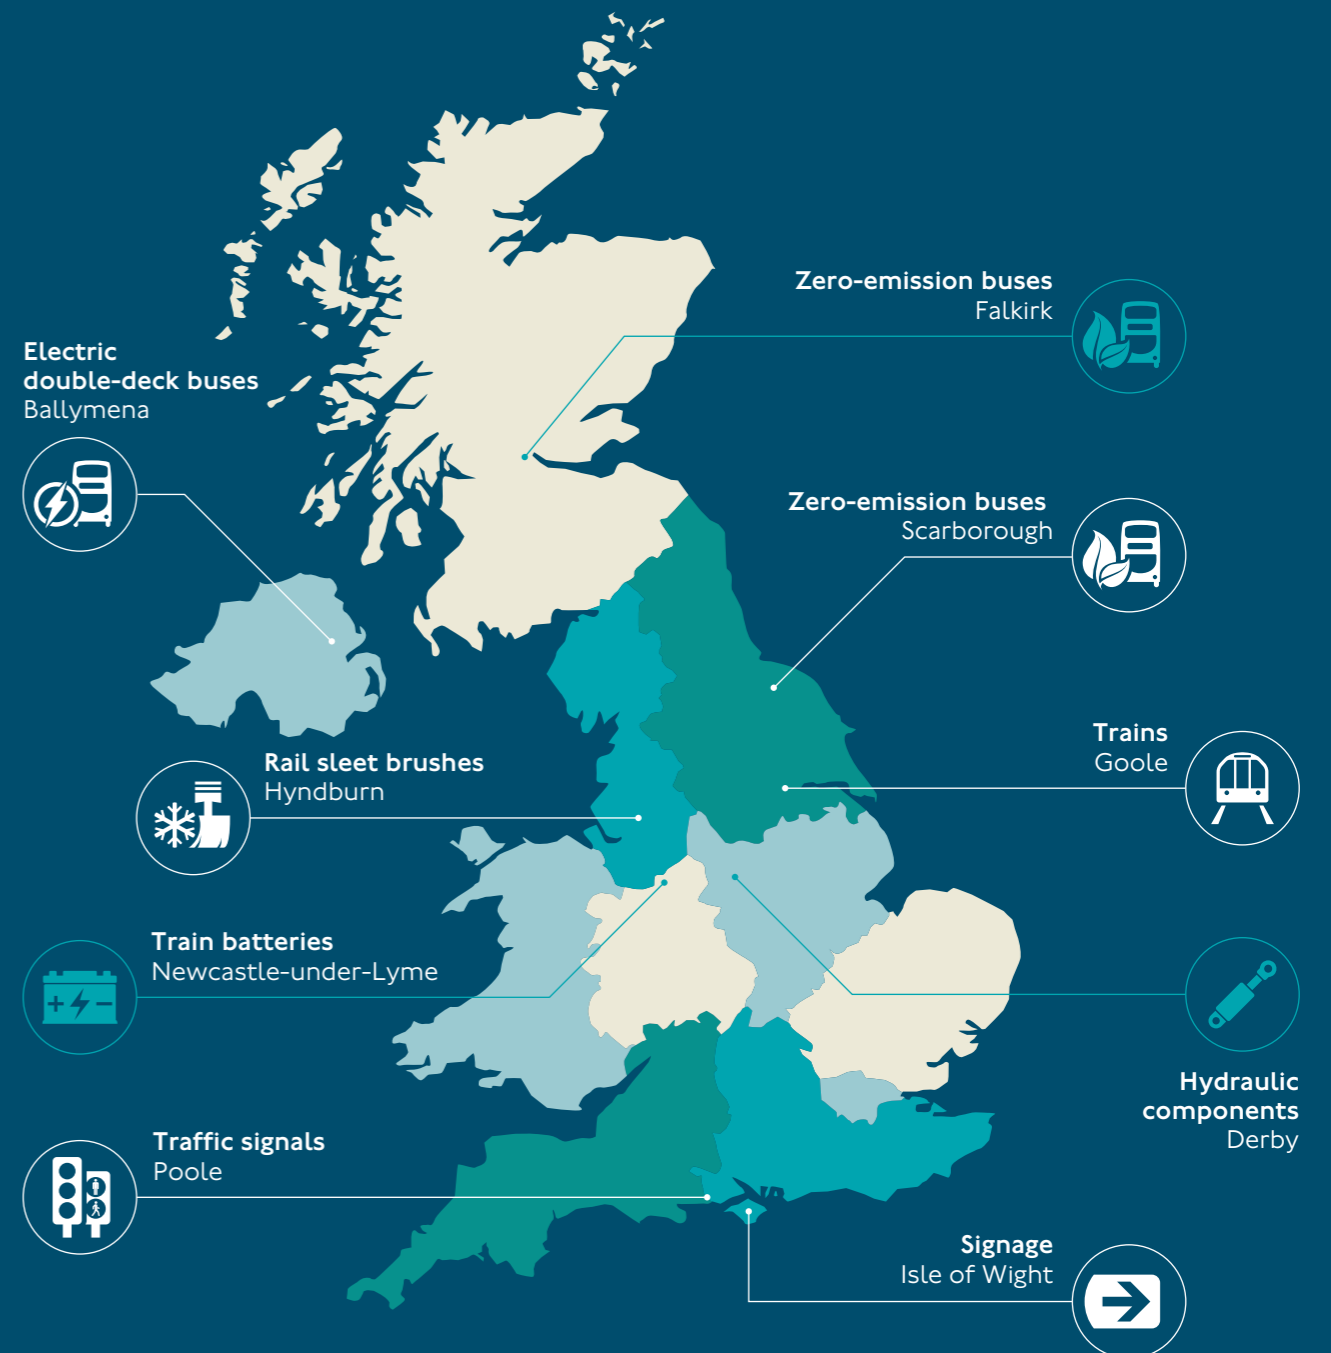 Zero-emission buses
Falkirk
Electric
double-deck buses
Ballymena
Zero-emission buses
Scarborough
Trains
Goole
Rail sleet brushes
Hyndburn
Train batteries
Newcastle-under-Lyme
Hydraulic
components
Derby
Traffic signals
Poole
Signage
Isle of Wight